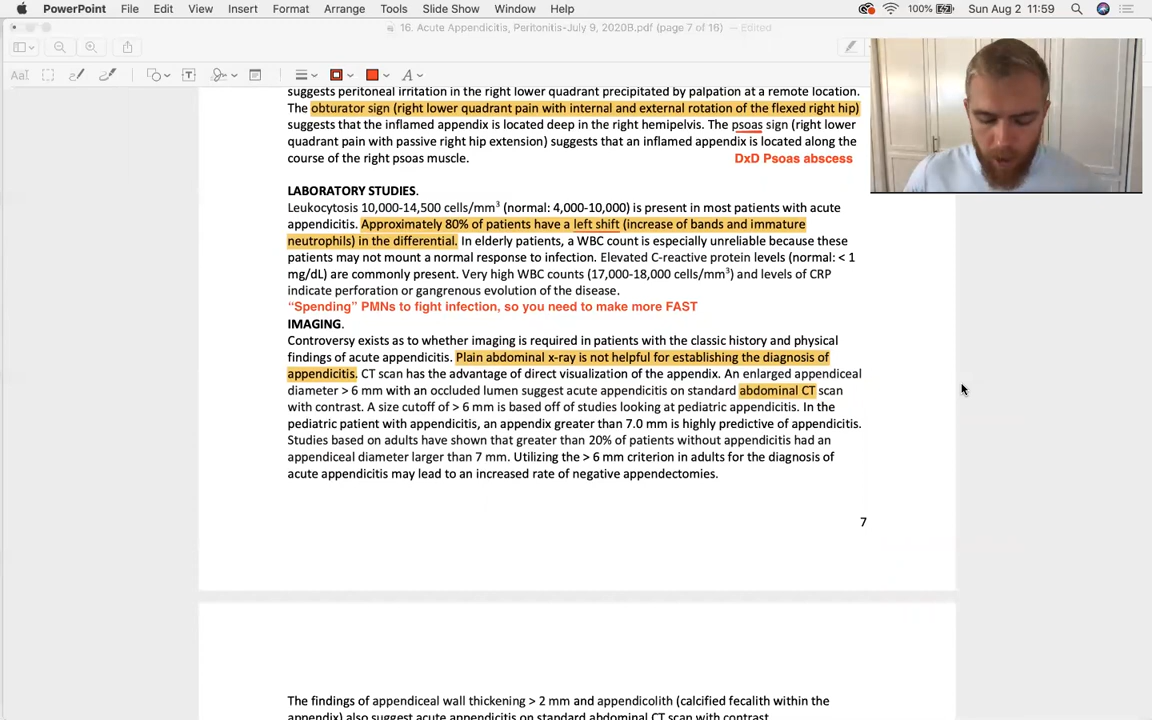 PowerPoint File Edit View Insert Format Arrange Tools Slide Show Window Help 100% Sun Aug 2 11:59
16. Acute Appendicitis, Peritonitis-July 9, 2020B.pdf (page 7 of 16) — Edited
suggests peritoneal irritation in the right lower quadrant precipitated by palpation at a remote location.
The obturator sign (right lower quadrant pain with internal and external rotation of the flexed right hip)
suggests that the inflamed appendix is located deep in the right hemipelvis. The psoas sign (right lower
quadrant pain with passive right hip extension) suggests that an inflamed appendix is located along the
course of the right psoas muscle.
DxD Psoas abscess
LABORATORY STUDIES.
Leukocytosis 10,000-14,500 cells/mm3 (normal: 4,000-10,000) is present in most patients with acute
appendicitis. Approximately 80% of patients have a left shift (increase of bands and immature
neutrophils) in the differential. In elderly patients, a WBC count is especially unreliable because these
patients may not mount a normal response to infection. Elevated C-reactive protein levels (normal: < 1
mg/dL) are commonly present. Very high WBC counts (17,000-18,000 cells/mm3) and levels of CRP
indicate perforation or gangrenous evolution of the disease.
“Spending” PMNs to fight infection, so you need to make more FAST
IMAGING.
Controversy exists as to whether imaging is required in patients with the classic history and physical
findings of acute appendicitis. Plain abdominal x-ray is not helpful for establishing the diagnosis of
appendicitis. CT scan has the advantage of direct visualization of the appendix. An enlarged appendiceal
diameter > 6 mm with an occluded lumen suggest acute appendicitis on standard abdominal CT scan
with contrast. A size cutoff of > 6 mm is based off of studies looking at pediatric appendicitis. In the
pediatric patient with appendicitis, an appendix greater than 7.0 mm is highly predictive of appendicitis.
Studies based on adults have shown that greater than 20% of patients without appendicitis had an
appendiceal diameter larger than 7 mm. Utilizing the > 6 mm criterion in adults for the diagnosis of
acute appendicitis may lead to an increased rate of negative appendectomies.
7
The findings of appendiceal wall thickening > 2 mm and appendicolith (calcified fecalith within the
appendix) also suggest acute appendicitis on standard abdominal CT scan with contrast.